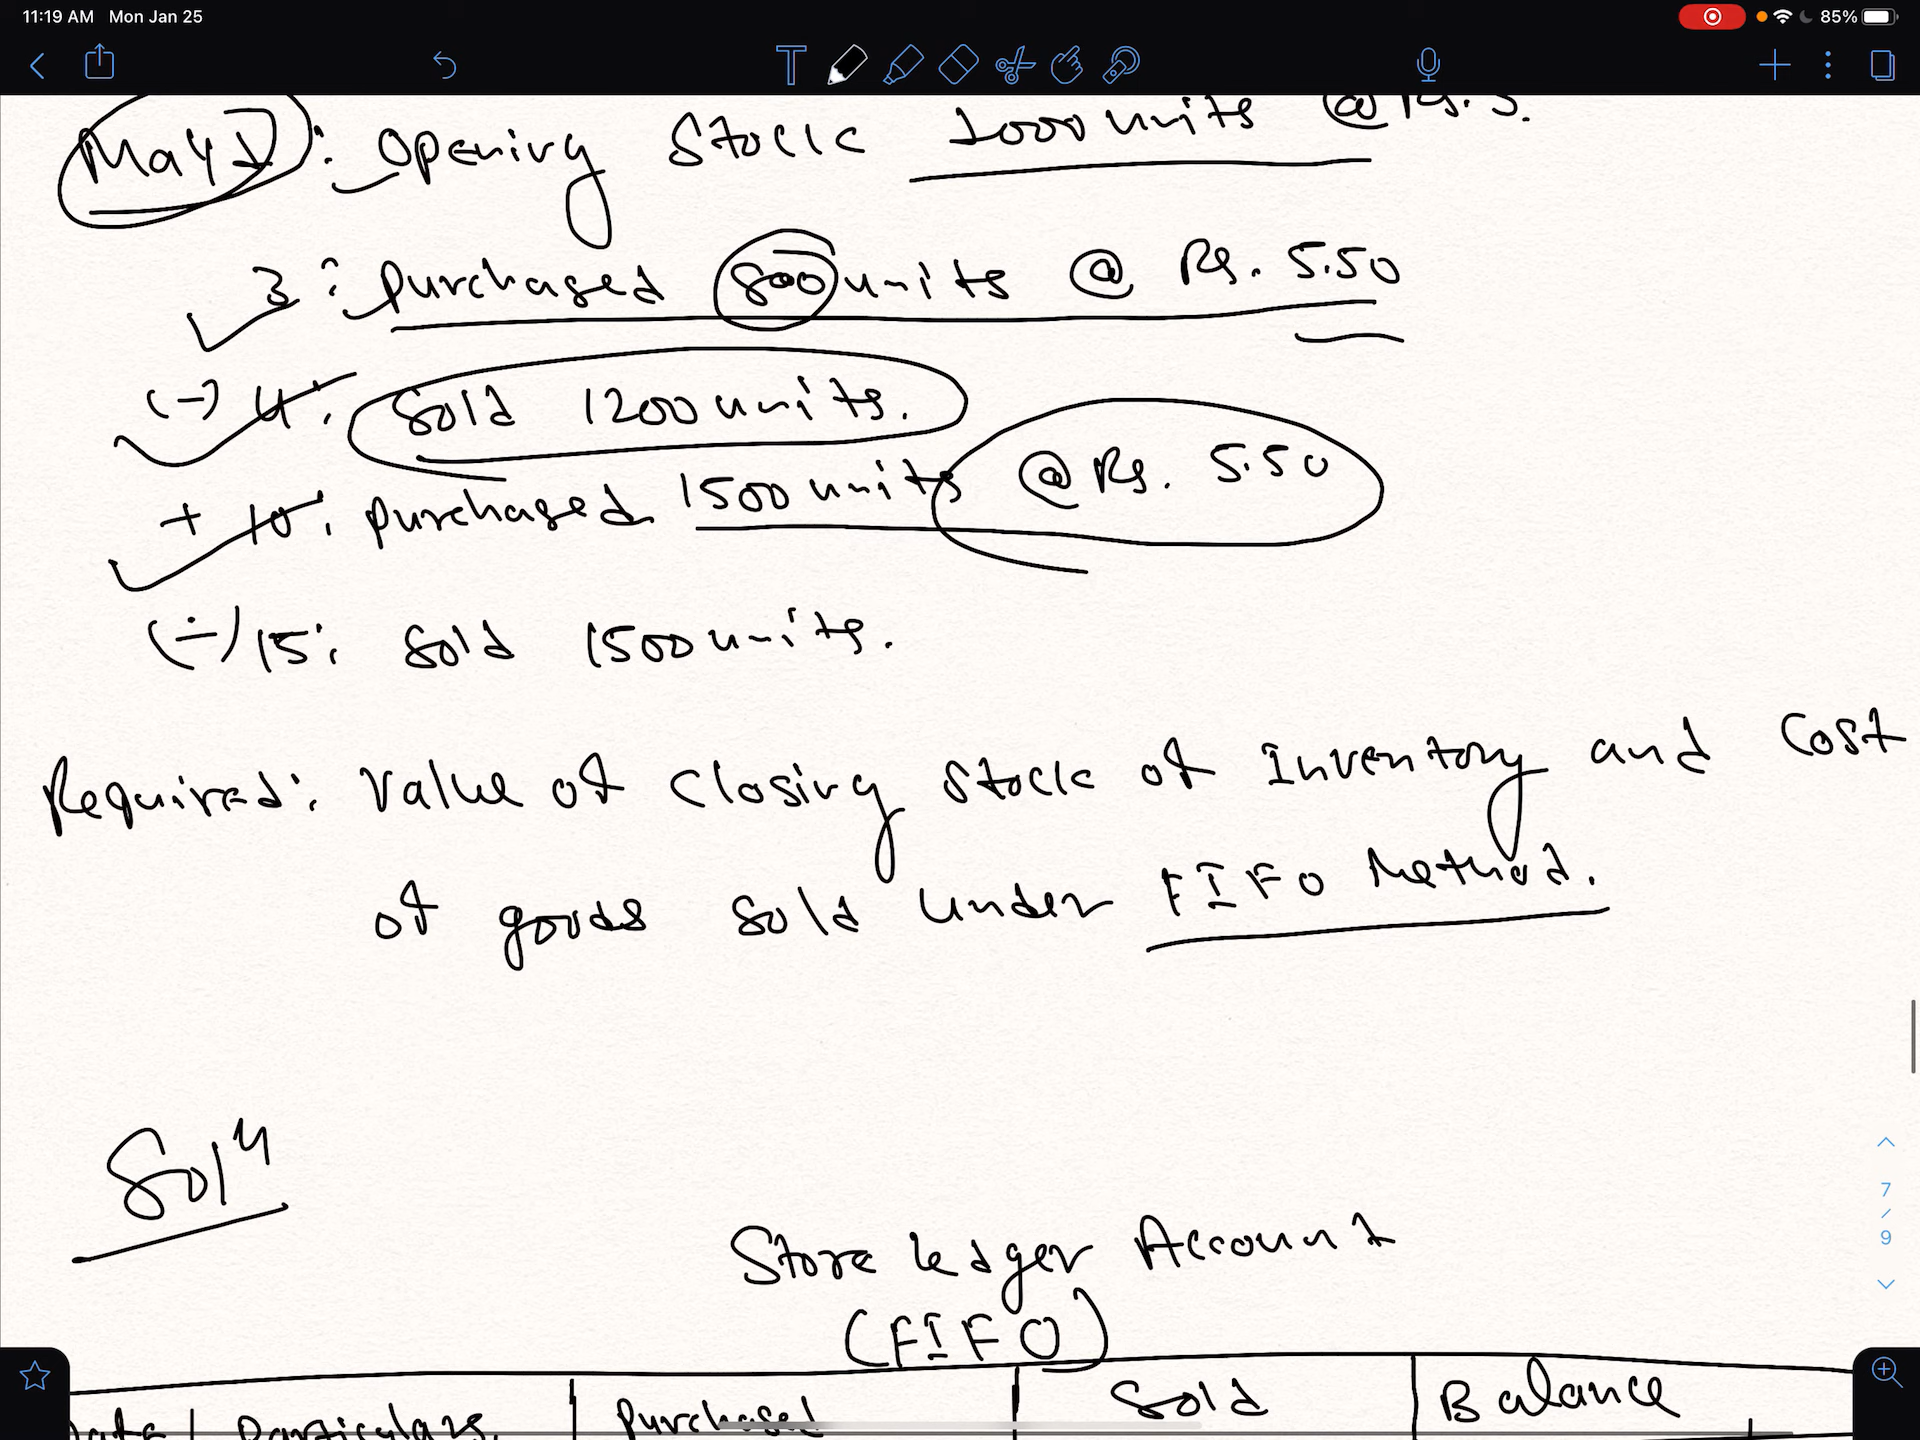 11:19 AM Mon Jan 25 85%
May 1: Opening Stock 1000 units @ Rs. 5.
3: purchased 800 units @ Rs. 5.50
(-) 4: Sold 1200 units.
+ 10: purchased 1500 units @ Rs. 5.50
(-) 15: Sold 1500 units.
Required: Value of Closing Stock of Inventory and Cost
of goods sold under FIFO Method.
Solⁿ
Store Ledger Account
(FIFO)
Date Particulars Purchased Sold Balance
7
/
9